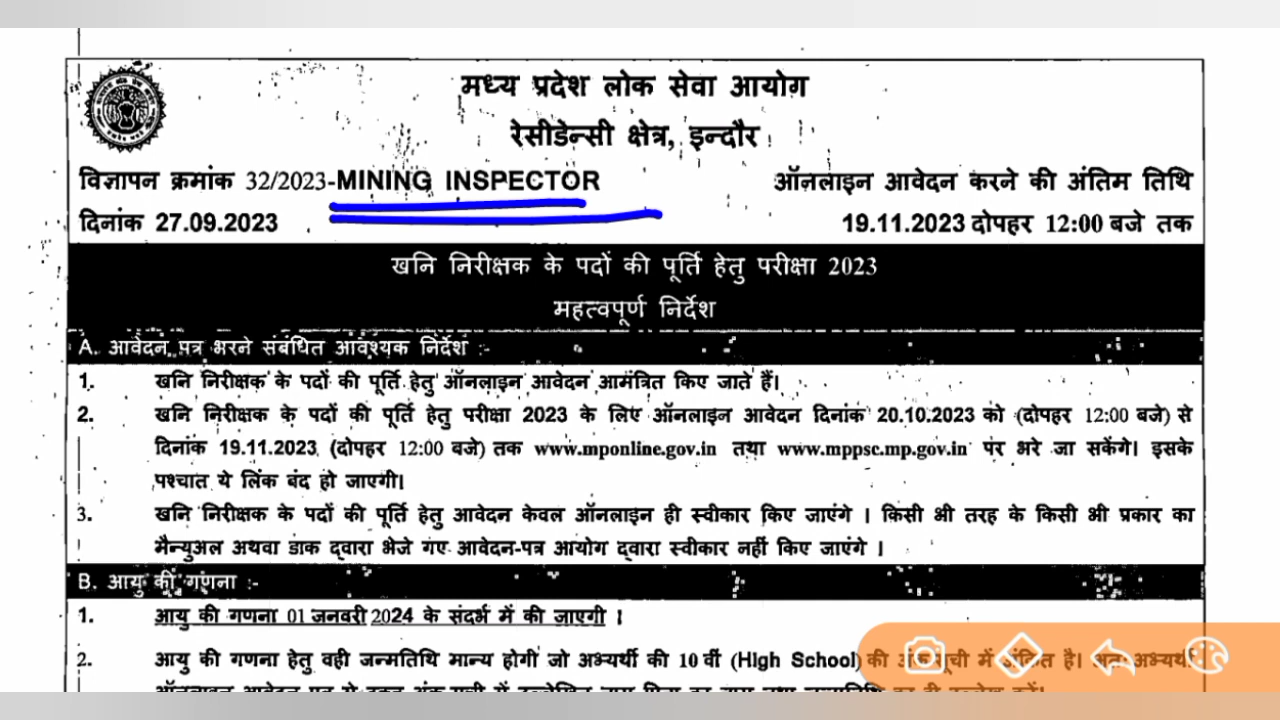 मध्य प्रदेश लोक सेवा आयोग
रेसीडेन्सी क्षेत्र, इन्दौर
विज्ञापन क्रमांक 32/2023-MINING INSPECTOR
ऑनलाइन आवेदन करने की अंतिम तिथि
दिनांक 27.09.2023
19.11.2023 दोपहर 12:00 बजे तक
खनि निरीक्षक के पदों की पूर्ति हेतु परीक्षा 2023
महत्वपूर्ण निर्देश
A. आवेदन पत्र भरने संबंधित आवश्यक निर्देश :-
1. खनि निरीक्षक के पदों की पूर्ति हेतु ऑनलाइन आवेदन आमंत्रित किए जाते हैं।
2. खनि निरीक्षक के पदों की पूर्ति हेतु परीक्षा 2023 के लिए ऑनलाइन आवेदन दिनांक 20.10.2023 को (दोपहर 12:00 बजे) से
दिनांक 19.11.2023 (दोपहर 12:00 बजे) तक www.mponline.gov.in तथा www.mppsc.mp.gov.in पर भरे जा सकेंगे। इसके
पश्चात ये लिंक बंद हो जाएगी।
3. खनि निरीक्षक के पदों की पूर्ति हेतु आवेदन केवल ऑनलाइन ही स्वीकार किए जाएंगे । किसी भी तरह के किसी भी प्रकार का
मैन्युअल अथवा डाक द्वारा भेजे गए आवेदन-पत्र आयोग द्वारा स्वीकार नहीं किए जाएंगे ।
B. आयु की गणना :-
1. आयु की गणना 01 जनवरी 2024 के संदर्भ में की जाएगी ।
2. आयु की गणना हेतु वही जन्मतिथि मान्य होगी जो अभ्यर्थी की 10 वीं (High School) की अंकसूची में अंकित है। अतः अभ्यर्थी